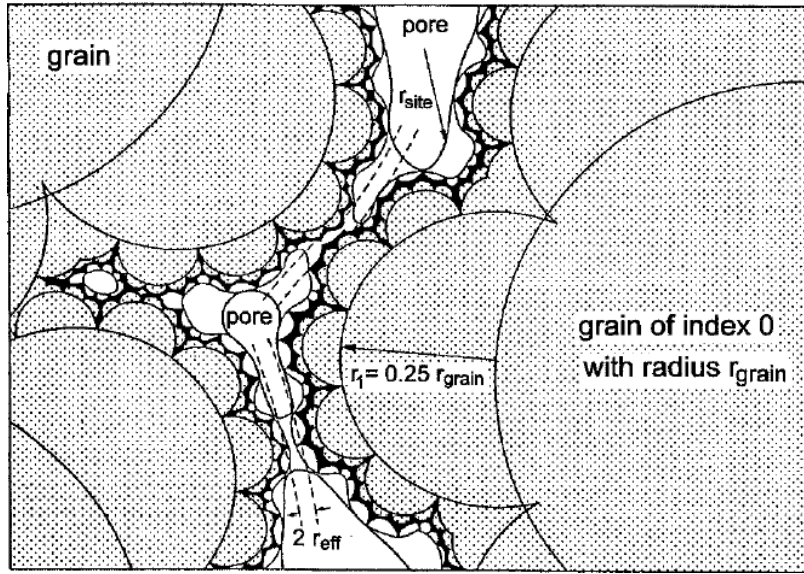 pore
grain
r_site
grain of index 0
with radius r_grain
pore
r_1 = 0.25 r_grain
2 r_eff